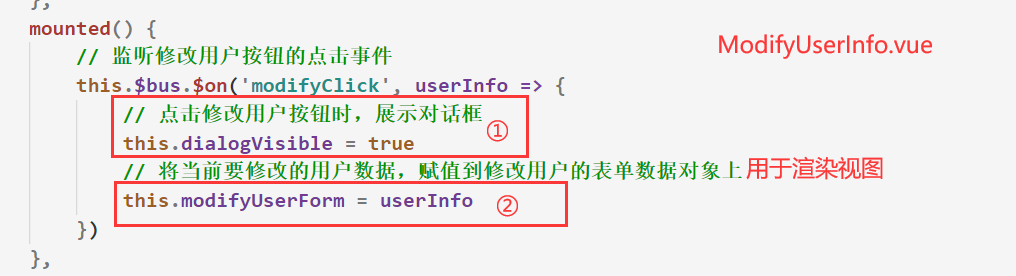 },
mounted() {
// 监听修改用户按钮的点击事件
ModifyUserInfo.vue
this.$bus.$on('modifyClick', userInfo => {
// 点击修改用户按钮时，展示对话框
①
this.dialogVisible = true
// 将当前要修改的用户数据，赋值到修改用户的表单数据对象上 用于渲染视图
this.modifyUserForm = userInfo ②
})
},